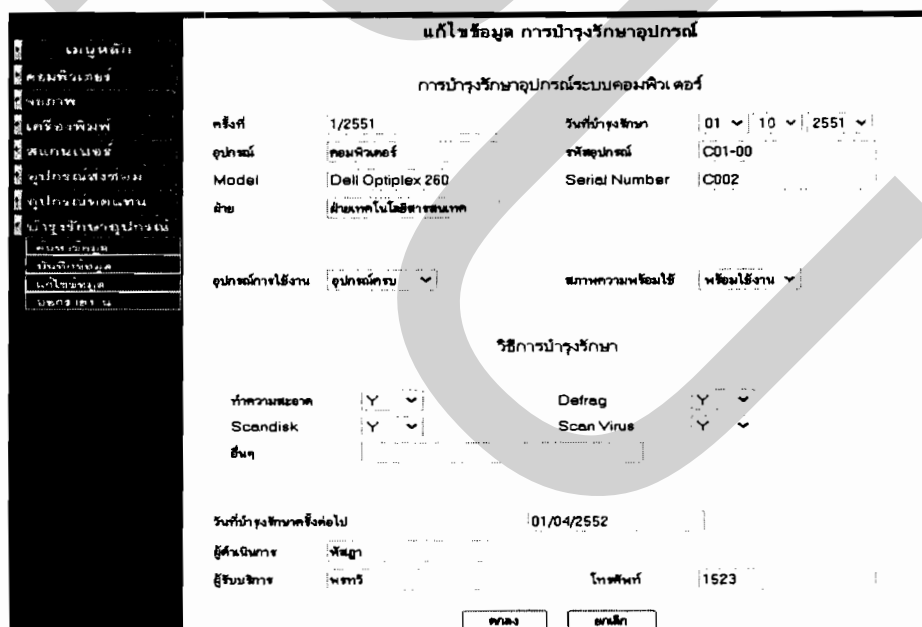 แก้ไขข้อมูล การบำรุงรักษาอุปกรณ์
เมนูหลัก
คอมพิวเตอร์
จอภาพ
เครื่องพิมพ์
สแกนเนอร์
อุปกรณ์ส่งซ่อม
อุปกรณ์ทดแทน
บำรุงรักษาอุปกรณ์
ค้นหาข้อมูล
บันทึกข้อมูล
แก้ไขข้อมูล
ออกรายงาน
การบำรุงรักษาอุปกรณ์ระบบคอมพิวเตอร์
ครั้งที่ 1/2551 วันที่บำรุงรักษา 01 10 2551
อุปกรณ์ คอมพิวเตอร์ รหัสอุปกรณ์ C01-00
Model Dell Optiplex 260 Serial Number C002
ฝ่าย ฝ่ายเทคโนโลยีสารสนเทศ
อุปกรณ์การใช้งาน อุปกรณ์ครบ สภาพความพร้อมใช้ พร้อมใช้งาน
วิธีการบำรุงรักษา
ทำความสะอาด Y Defrag Y
Scandisk Y Scan Virus Y
อื่นๆ
วันที่บำรุงรักษาครั้งต่อไป 01/04/2552
ผู้ดำเนินการ พัสฎา
ผู้รับบริการ พรทวี โทรศัพท์ 1523
ตกลง ยกเลิก